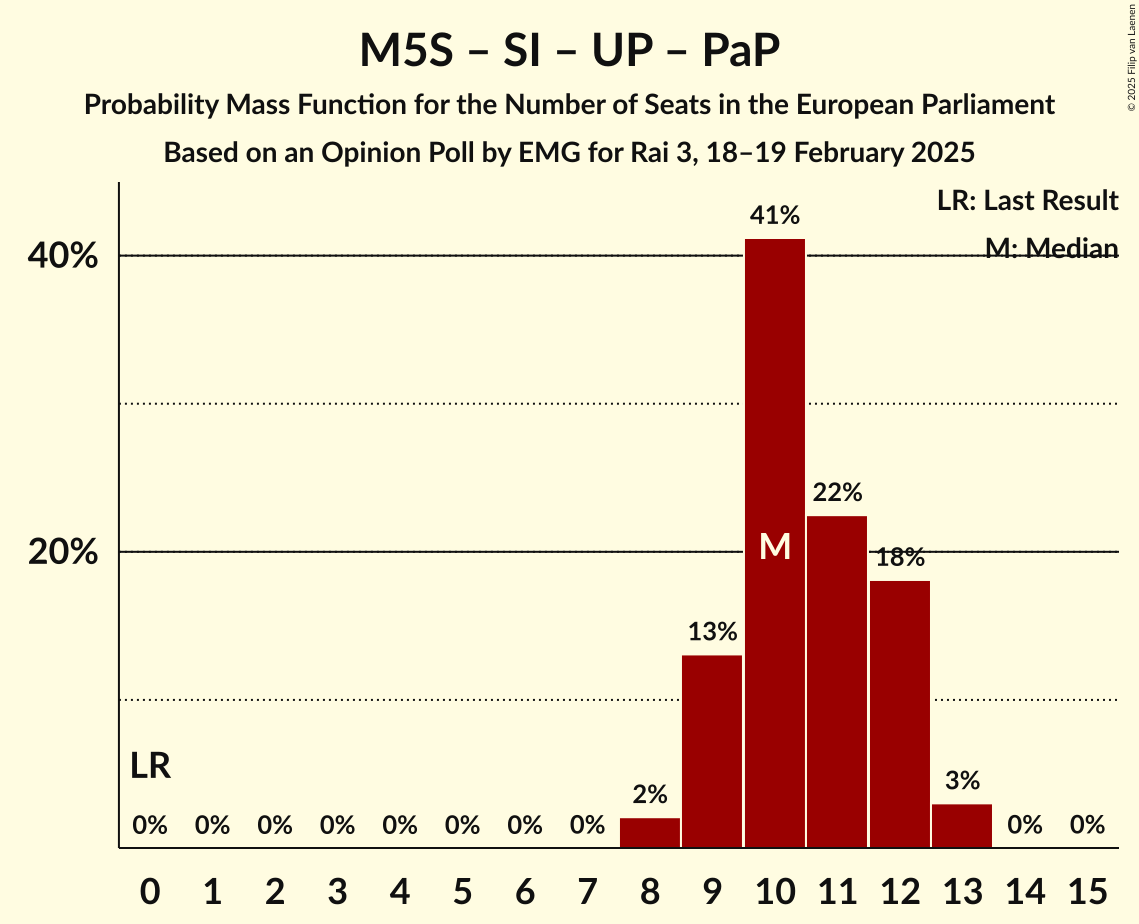 M5S – SI – UP – PaP
Probability Mass Function for the Number of Seats in the European Parliament
Based on an Opinion Poll by EMG for Rai 3, 18–19 February 2025
© 2025 Filip van Laenen
LR: Last Result
M: Median
40%
20%
41%
22%
18%
13%
M
LR
0% 0% 0% 0% 0% 0% 0% 0% 2% 3% 0% 0%
0 1 2 3 4 5 6 7 8 9 10 11 12 13 14 15